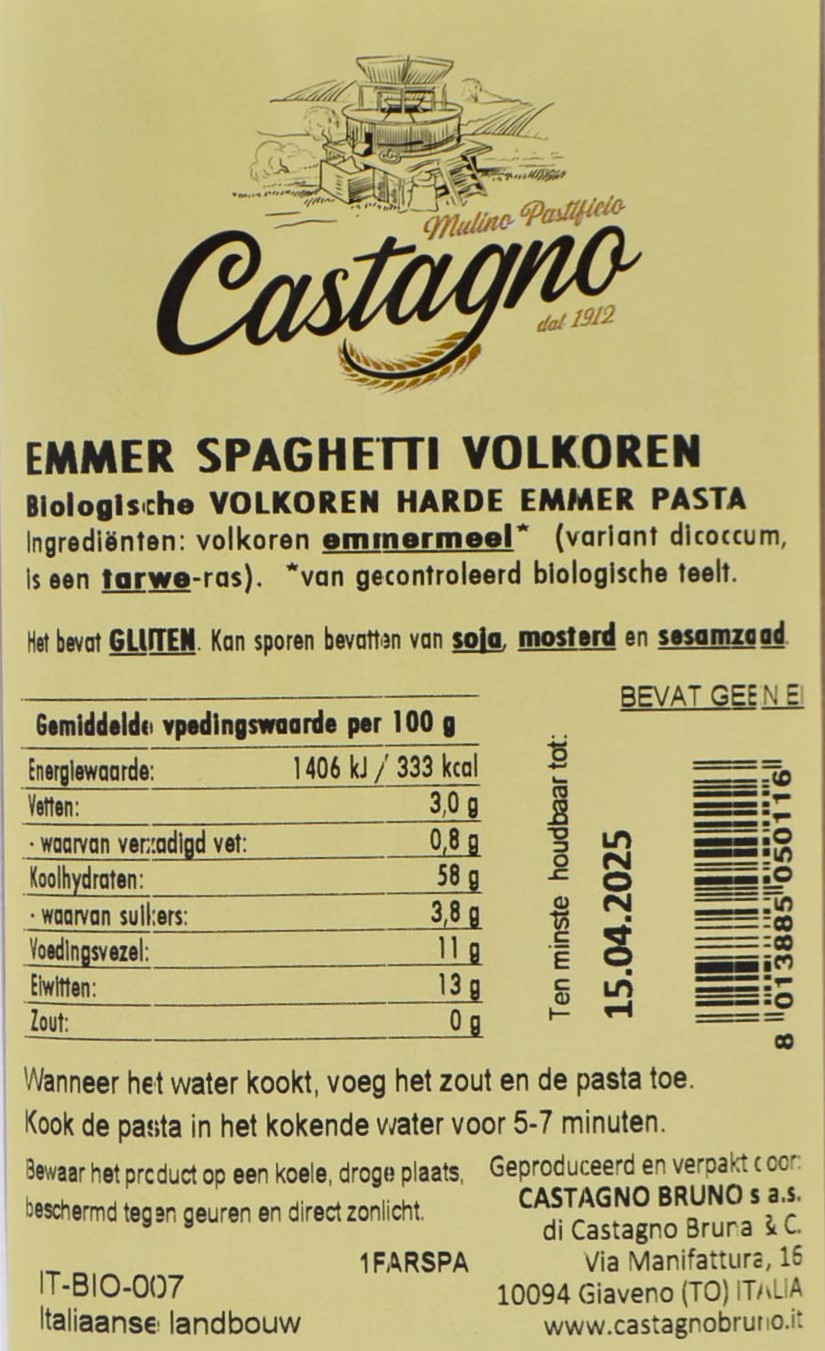 Mulino Pastificio
Castagno
dal 1912
EMMER SPAGHETTI VOLKOREN
Biologische VOLKOREN HARDE EMMER PASTA
Ingrediënten: volkoren emmermeel* (variant dicoccum,
is een tarwe-ras). *van gecontroleerd biologische teelt.
Het bevat GLUTEN. Kan sporen bevatten van soja, mosterd en sesamzaad.
BEVAT GEEN EI
Gemiddelde vpedingswaarde per 100 g
Energiewaarde: 1406 kJ / 333 kcal
Vetten: 3,0 g
- waarvan verzadigd vet: 0,8 g
Koolhydraten: 58 g
- waarvan suikers: 3,8 g
Voedingsvezel: 11 g
Eiwitten: 13 g
Zout: 0 g
Ten minste houdbaar tot:
15.04.2025
8 013885 050116
Wanneer het water kookt, voeg het zout en de pasta toe.
Kook de pasta in het kokende water voor 5-7 minuten.
Bewaar het product op een koele, droge plaats,
beschermd tegen geuren en direct zonlicht.
1FARSPA
IT-BIO-007
Italiaanse landbouw
Geproduceerd en verpakt door:
CASTAGNO BRUNO s a.s.
di Castagno Bruna & C.
Via Manifattura, 16
10094 Giaveno (TO) ITALIA
www.castagnobruno.it